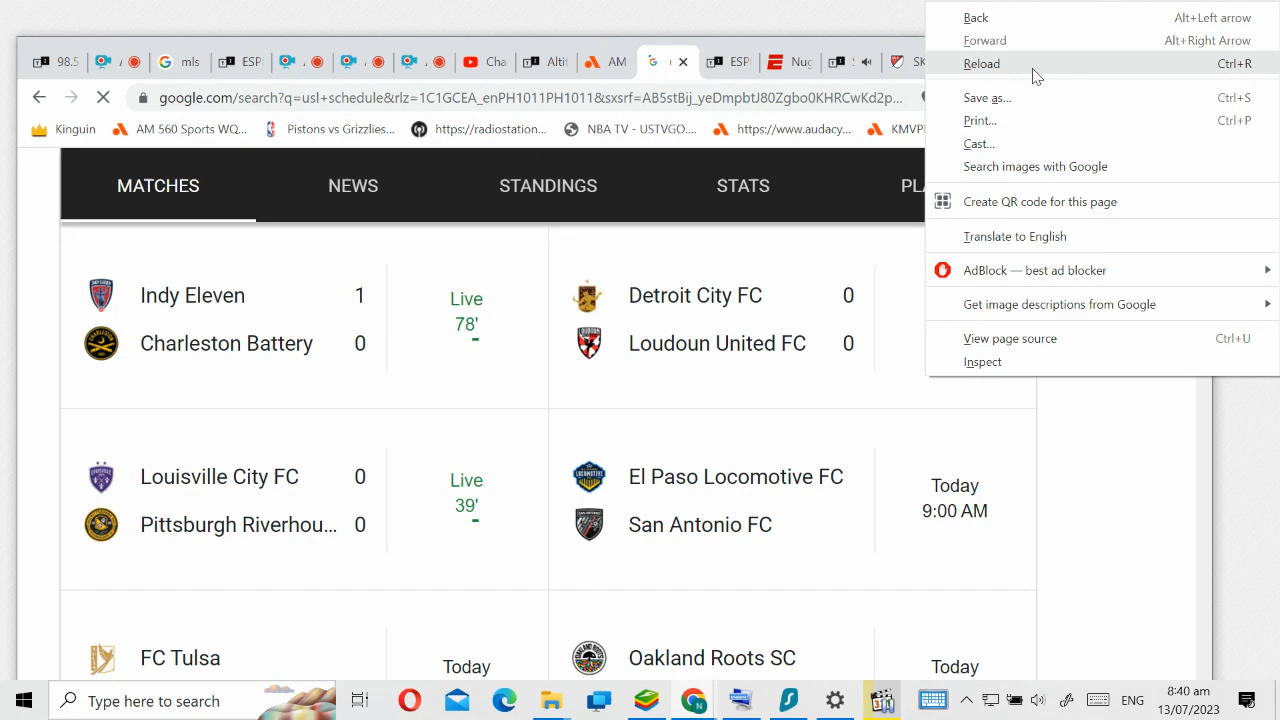 98.
mls
ESP
Cha
Altit
AM
ESP
Nug
SK
google.com/search?q=usl+schedule&rlz=1C1GCEA_enPH1011PH1011&sxsrf=AB5stBij_yeDmpbtJ80Zgbo0KHRCwKd2p...
Kinguin
AM 560 Sports WQ...
Pistons vs Grizzlies...
https://radiostation...
NBA TV - USTVGO....
https://www.audacy...
KMVP
MATCHES
NEWS
STANDINGS
STATS
PL
Indy Eleven 1
Charleston Battery 0
Live
78'
Detroit City FC 0
Loudoun United FC 0
Louisville City FC 0
Pittsburgh Riverhou... 0
Live
39'
El Paso Locomotive FC
San Antonio FC
Today
9:00 AM
FC Tulsa
Today
Oakland Roots SC
Today
Back Alt+Left arrow
Forward Alt+Right Arrow
Reload Ctrl+R
Save as... Ctrl+S
Print... Ctrl+P
Cast...
Search images with Google
Create QR code for this page
Translate to English
AdBlock — best ad blocker
Get image descriptions from Google
View page source Ctrl+U
Inspect
Type here to search
ENG
8:40 am
13/07/2023